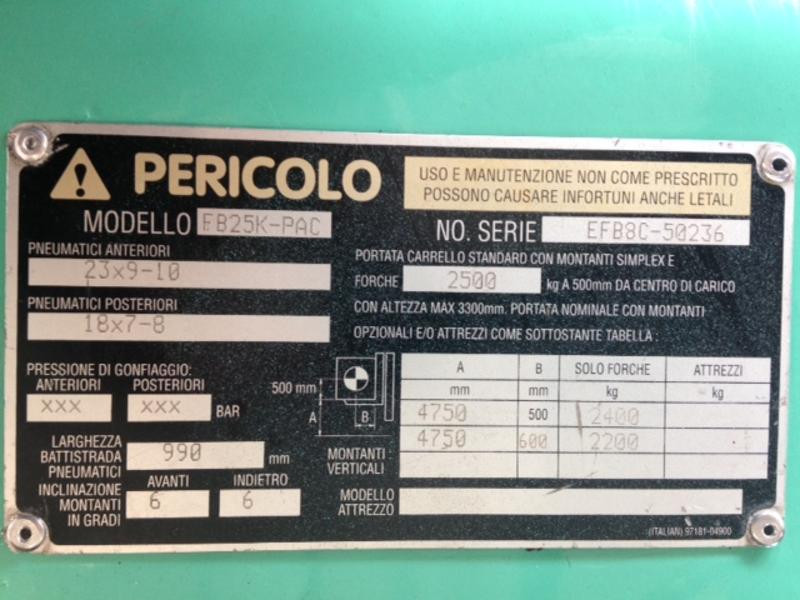 PERICOLO
USO E MANUTENZIONE NON COME PRESCRITTO
POSSONO CAUSARE INFORTUNI ANCHE LETALI
MODELLO FB25K-PAC
NO. SERIE EFB8C-50236
PNEUMATICI ANTERIORI
23x9-10
PNEUMATICI POSTERIORI
18x7-8
PORTATA CARRELLO STANDARD CON MONTANTI SIMPLEX E
FORCHE 2500 kg A 500mm DA CENTRO DI CARICO
CON ALTEZZA MAX 3300mm. PORTATA NOMINALE CON MONTANTI
OPZIONALI E/O ATTREZZI COME SOTTOSTANTE TABELLA :
PRESSIONE DI GONFIAGGIO:
ANTERIORI POSTERIORI
xxx xxx BAR
LARGHEZZA
BATTISTRADA
PNEUMATICI
990 mm
INCLINAZIONE
MONTANTI
IN GRADI
AVANTI INDIETRO
6 6
500 mm
A
B
MONTANTI:
VERTICALI
A B SOLO FORCHE ATTREZZI
mm mm kg kg
4750 500 2400
4750 600 2200
MODELLO
ATTREZZO
(ITALIAN) 97181-04900